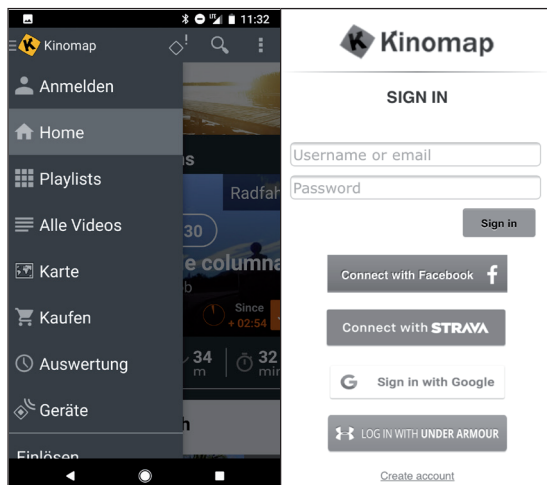 11:32
Kinomap
Anmelden
Home
Playlists
Alle Videos
Karte
Kaufen
Auswertung
Geräte
Einlösen
Radfah
30
e columna
Since
+ 02:54
34
m
32
min
Kinomap
SIGN IN
Username or email
Password
Sign in
Connect with Facebook
Connect with STRAVA
Sign in with Google
LOG IN WITH UNDER ARMOUR
Create account